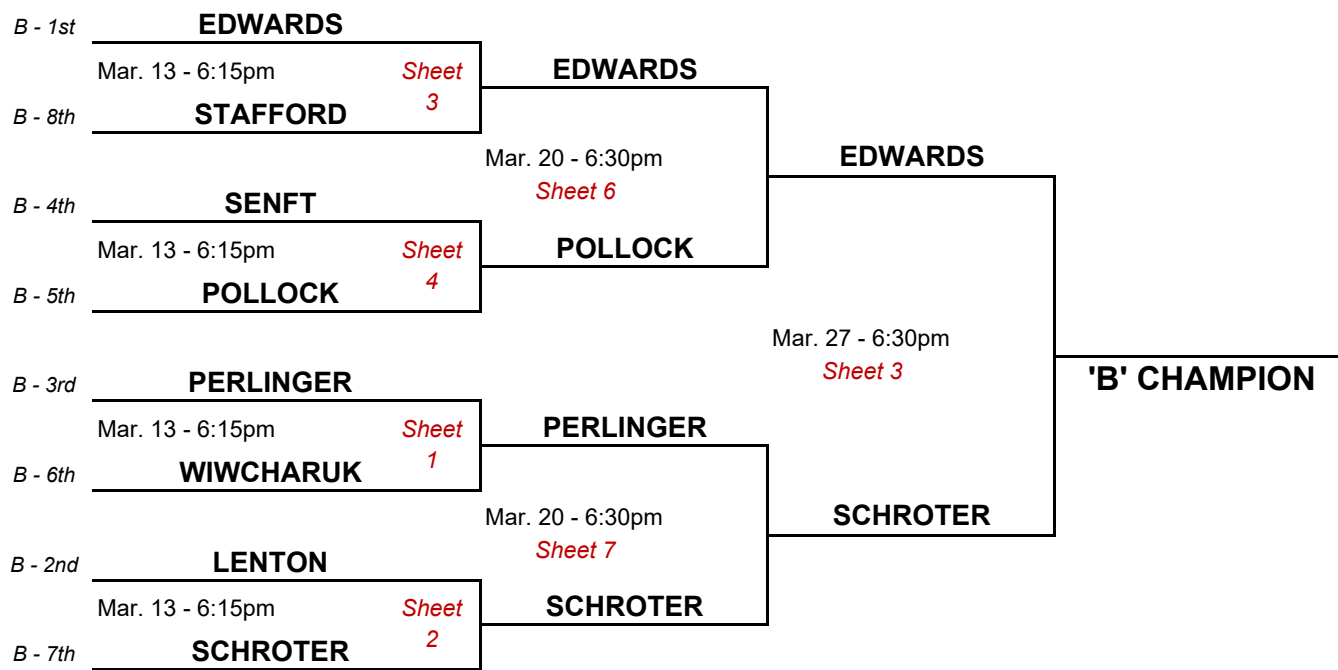 B - 1st EDWARDS
Mar. 13 - 6:15pm Sheet
3
EDWARDS
B - 8th STAFFORD
Mar. 20 - 6:30pm
Sheet 6
EDWARDS
B - 4th SENFT
Mar. 13 - 6:15pm Sheet
4
POLLOCK
B - 5th POLLOCK
Mar. 27 - 6:30pm
Sheet 3
'B' CHAMPION
B - 3rd PERLINGER
Mar. 13 - 6:15pm Sheet
1
PERLINGER
B - 6th WIWCHARUK
Mar. 20 - 6:30pm
Sheet 7
SCHROTER
B - 2nd LENTON
Mar. 13 - 6:15pm Sheet
2
SCHROTER
B - 7th SCHROTER